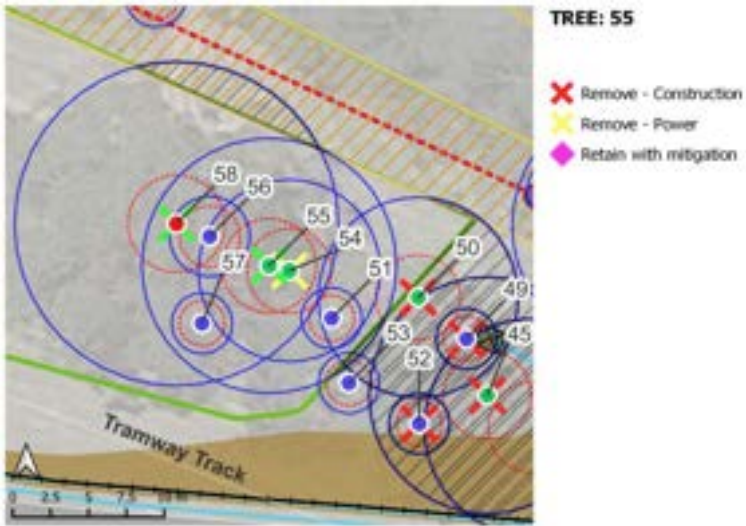 TREE: 55
Remove - Construction
Remove - Power
Retain with mitigation
58
56
55
54
57
51
50
49
53
45
52
Tramway Track
0 2.5 5 7.5 10 m